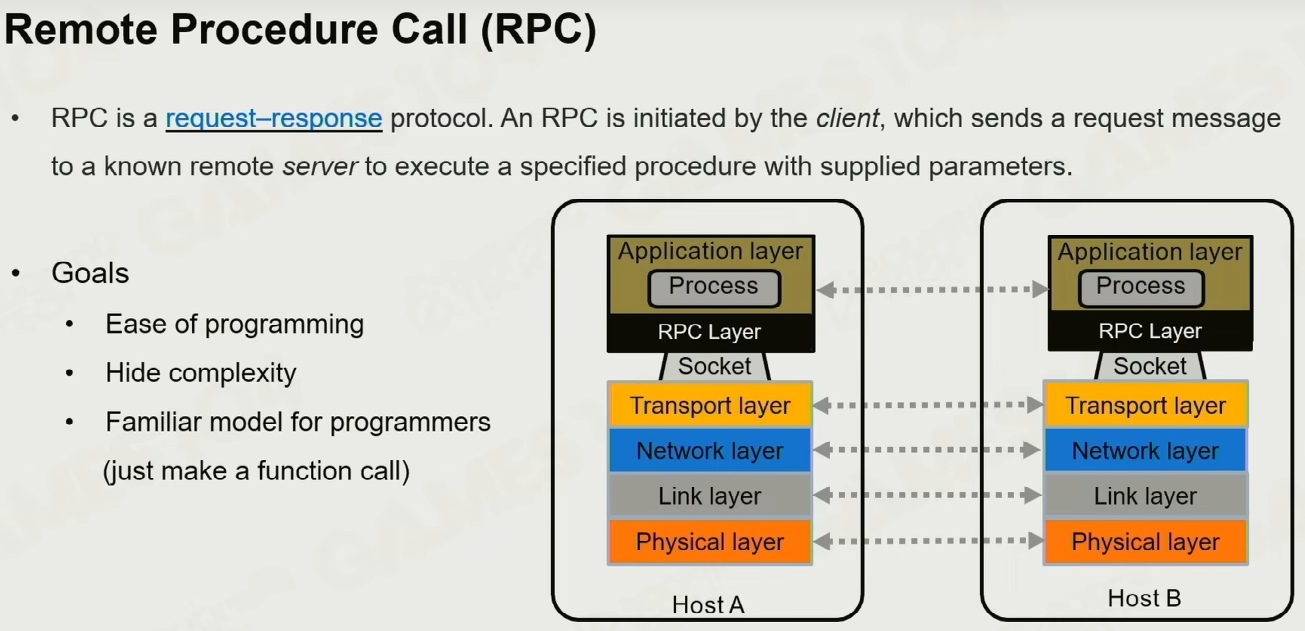 Remote Procedure Call (RPC)
• RPC is a request–response protocol. An RPC is initiated by the client, which sends a request message
to a known remote server to execute a specified procedure with supplied parameters.
• Goals
• Ease of programming
• Hide complexity
• Familiar model for programmers
(just make a function call)
Application layer
Process
RPC Layer
Socket
Transport layer
Network layer
Link layer
Physical layer
Host A
Application layer
Process
RPC Layer
Socket
Transport layer
Network layer
Link layer
Physical layer
Host B